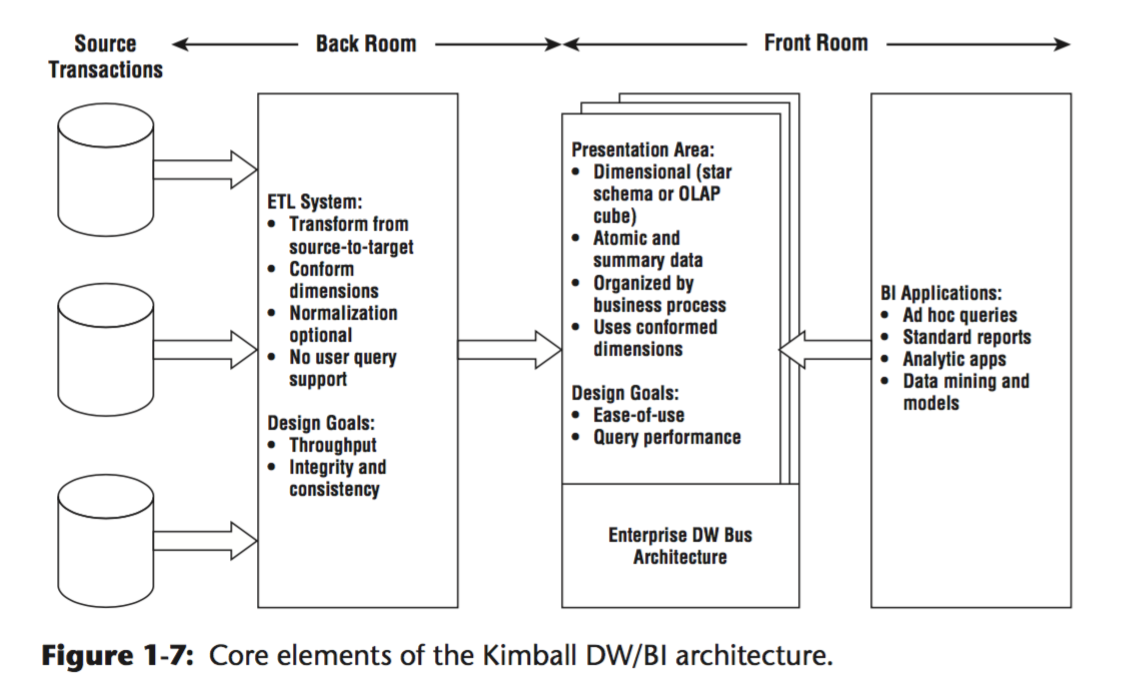 Source
Transactions
Back Room
Front Room
ETL System:
• Transform from
source-to-target
• Conform
dimensions
• Normalization
optional
• No user query
support
Design Goals:
• Throughput
• Integrity and
consistency
Presentation Area:
• Dimensional (star
schema or OLAP
cube)
• Atomic and
summary data
• Organized by
business process
• Uses conformed
dimensions
Design Goals:
• Ease-of-use
• Query performance
Enterprise DW Bus
Architecture
BI Applications:
• Ad hoc queries
• Standard reports
• Analytic apps
• Data mining and
models
Figure 1-7: Core elements of the Kimball DW/BI architecture.